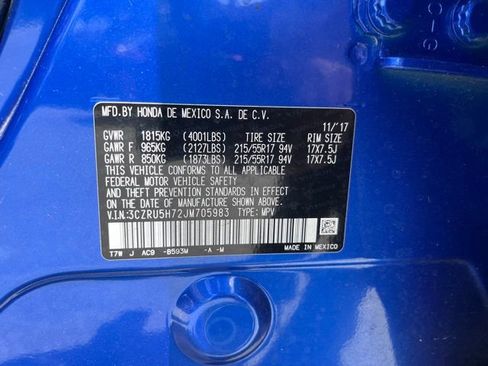 MFD.BY HONDA DE MEXICO S.A. DE C.V.
11/'17
GVWR 1815KG (4001LBS) TIRE SIZE RIM SIZE
GAWR F 965KG (2127LBS) 215/55R17 94V 17X7.5J
GAWR R 850KG (1873LBS) 215/55R17 94V 17X7.5J
THIS VEHICLE CONFORMS TO ALL APPLICABLE
FEDERAL MOTOR VEHICLE SAFETY STANDARDS IN
EFFECT ON THE DATE OF MANUFACTURE SHOWN ABOVE.
V.I.N:3CZRU5H72JM705983 TYPE: MPV
T7W J AC9 -B593M -A -M MADE IN MEXICO